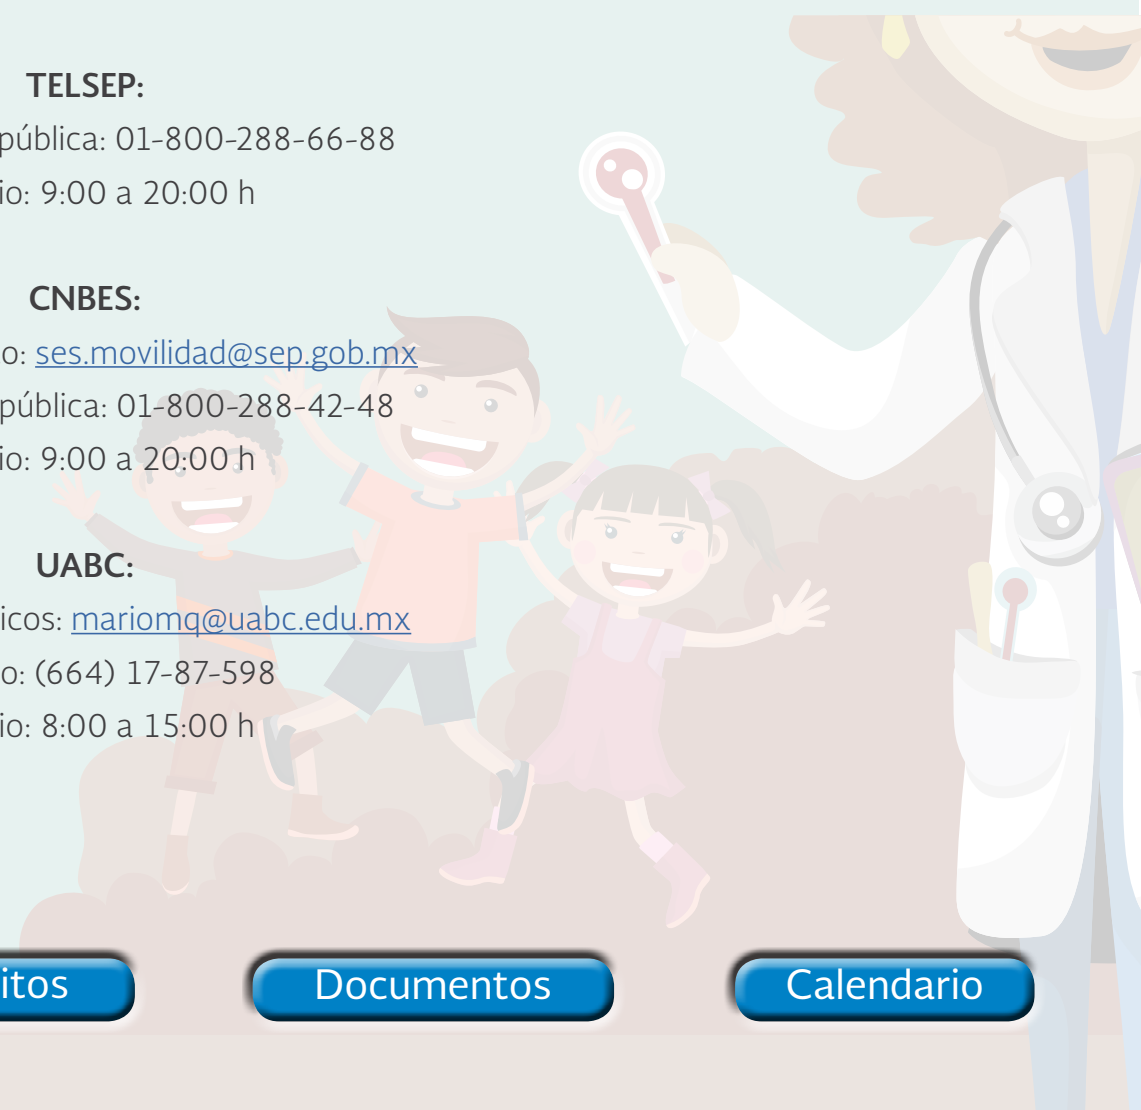 TELSEP:
pública: 01-800-288-66-88
io: 9:00 a 20:00 h
CNBES:
o: ses.movilidad@sep.gob.mx
pública: 01-800-288-42-48
io: 9:00 a 20:00 h
UABC:
icos: mariomq@uabc.edu.mx
o: (664) 17-87-598
io: 8:00 a 15:00 h
itos Documentos Calendario